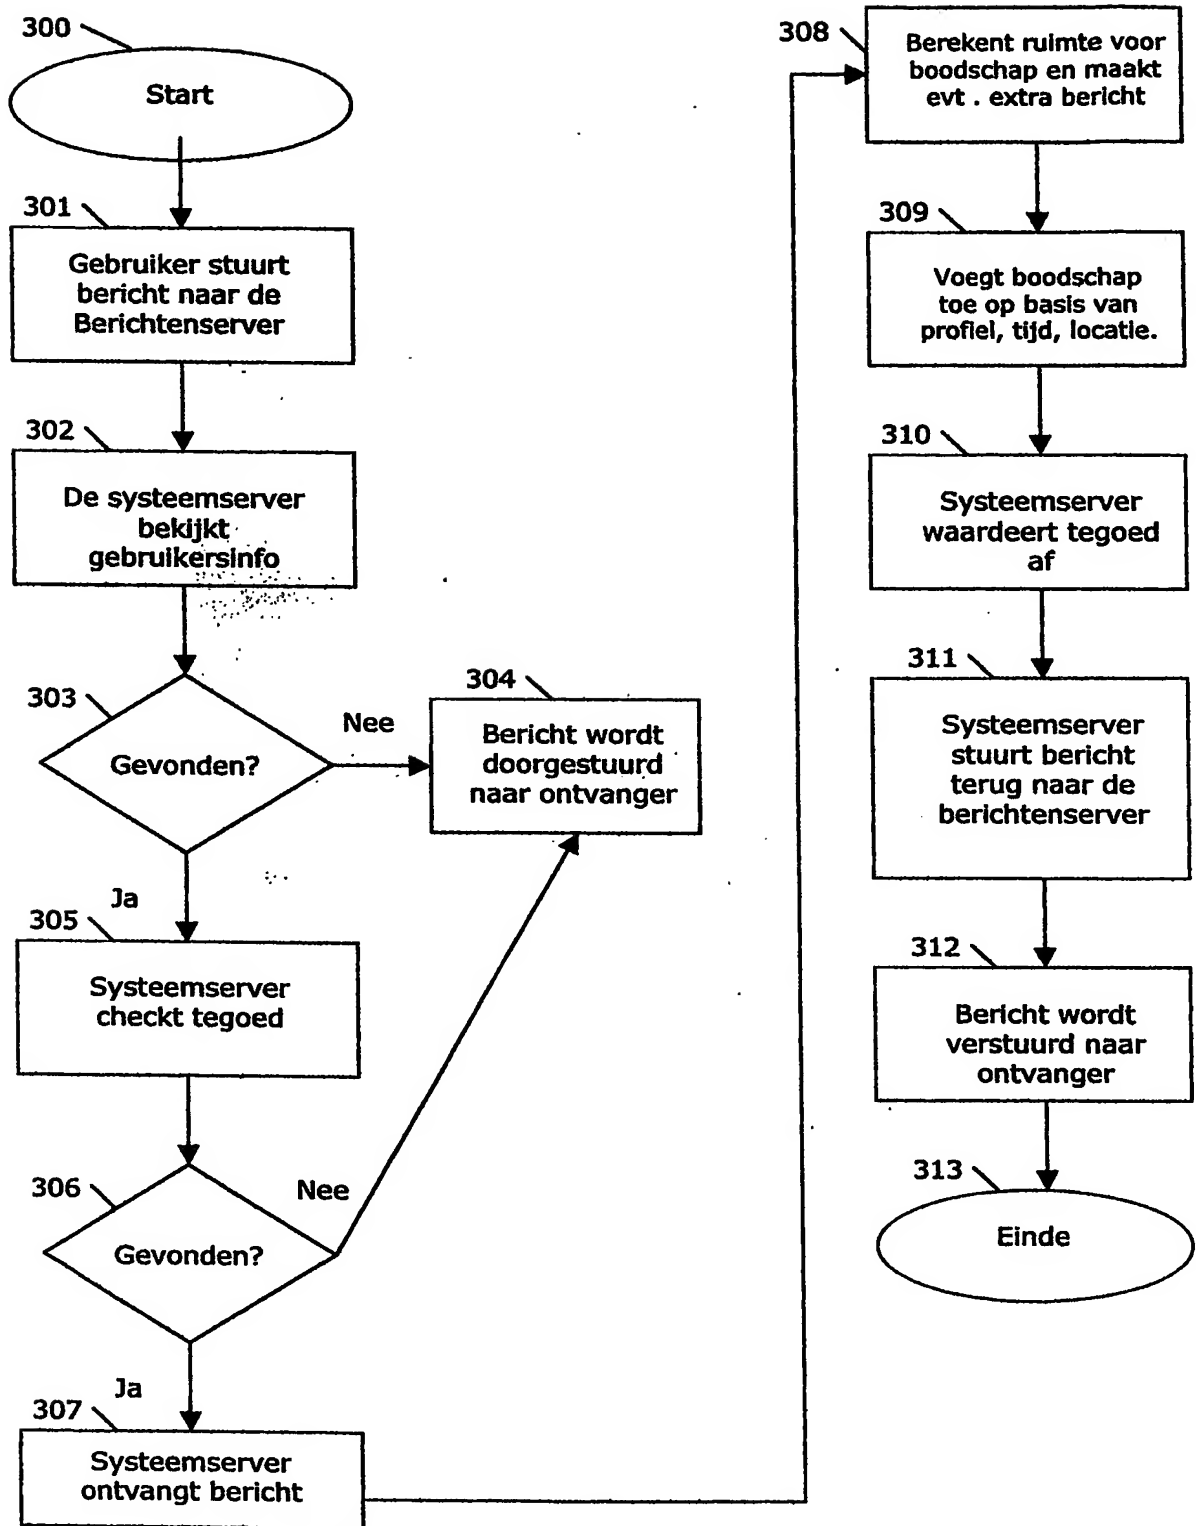 300
Start
301
Gebruiker stuurt
bericht naar de
Berichtenserver
302
De systeemserver
bekijkt
gebruikersinfo
303
Gevonden?
Nee
304
Bericht wordt
doorgestuurd
naar ontvanger
Ja
305
Systeemserver
checkt tegoed
306
Gevonden?
Nee
Ja
307
Systeemserver
ontvangt bericht
308
Berekent ruimte voor
boodschap en maakt
evt . extra bericht
309
Voegt boodschap
toe op basis van
profiel, tijd, locatie.
310
Systeemserver
waardeert tegoed
af
311
Systeemserver
stuurt bericht
terug naar de
berichtenserver
312
Bericht wordt
verstuurd naar
ontvanger
313
Einde